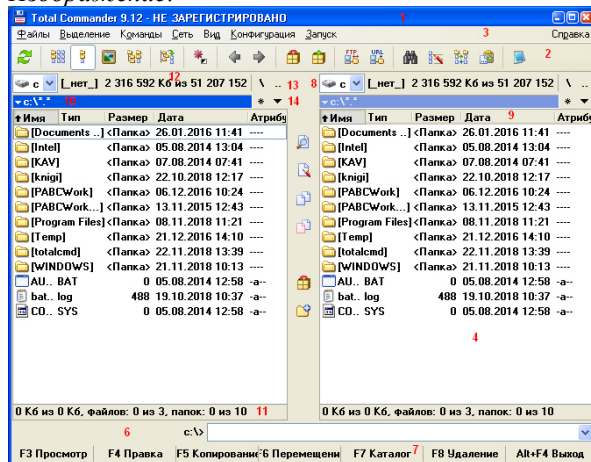 Изображение:
Total Commander 9.12 - НЕ ЗАРЕГИСТРИРОВАНО 1
Файлы Выделение Команды Сеть Вид Конфигурация Запуск 3 Справка
FTP URL 2
c [_нет_] 2 316 592 Кб из 51 207 152 \ .. 12 13 8 c [_нет_] 2 316 592 Кб из 51 207 152 \ ..
c:\*.* 10 * 14 c:\*.* *
Имя Тип Размер Дата Атрибу Имя Тип Размер Дата 9 Атрибу
[Documents ..] <Папка> 26.01.2016 11:41 ---- [Documents ..] <Папка> 26.01.2016 11:41 ----
[Intel] <Папка> 05.08.2014 13:04 ---- [Intel] <Папка> 05.08.2014 13:04 ----
[KAV] <Папка> 07.08.2014 07:41 ---- [KAV] <Папка> 07.08.2014 07:41 ----
[knigi] <Папка> 22.10.2018 12:17 ---- [knigi] <Папка> 22.10.2018 12:17 ----
[PABCWork] <Папка> 06.12.2016 10:24 ---- [PABCWork] <Папка> 06.12.2016 10:24 ----
[PABCWork...] <Папка> 13.11.2015 12:43 ---- [PABCWork...] <Папка> 13.11.2015 12:43 ----
[Program Files] <Папка> 08.11.2018 11:21 ---- [Program Files] <Папка> 08.11.2018 11:21 ----
[Temp] <Папка> 21.12.2016 14:10 ---- [Temp] <Папка> 21.12.2016 14:10 ----
[totalcmd] <Папка> 22.11.2018 13:39 ---- [totalcmd] <Папка> 22.11.2018 13:39 ----
[WINDOWS] <Папка> 21.11.2018 10:13 ---- [WINDOWS] <Папка> 21.11.2018 10:13 ----
AU.. BAT 0 05.08.2014 12:58 -a-- AU.. BAT 0 05.08.2014 12:58 -a--
bat.. log 488 19.10.2018 10:37 -a-- bat.. log 488 19.10.2018 10:37 -a--
CO.. SYS 0 05.08.2014 12:58 -a-- CO.. SYS 0 05.08.2014 12:58 -a--
4
0 Кб из 0 Кб, файлов: 0 из 3, папок: 0 из 10 11 0 Кб из 0 Кб, файлов: 0 из 3, папок: 0 из 10
6 c:\>
F3 Просмотр F4 Правка F5 Копирование F6 Перемещени F7 Каталог 7 F8 Удаление Alt+F4 Выход